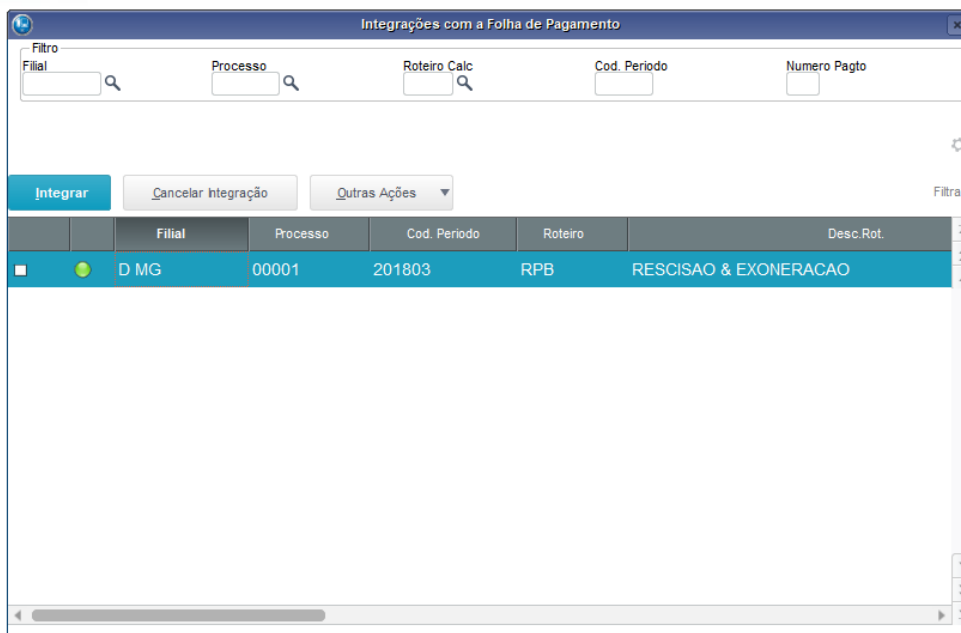 Integrações com a Folha de Pagamento
Filtro
Filial Processo Roteiro Calc Cod. Periodo Numero Pagto
Integrar Cancelar Integração Outras Ações Filtra
Filial Processo Cod. Periodo Roteiro Desc.Rot.
D MG 00001 201803 RPB RESCISAO & EXONERACAO